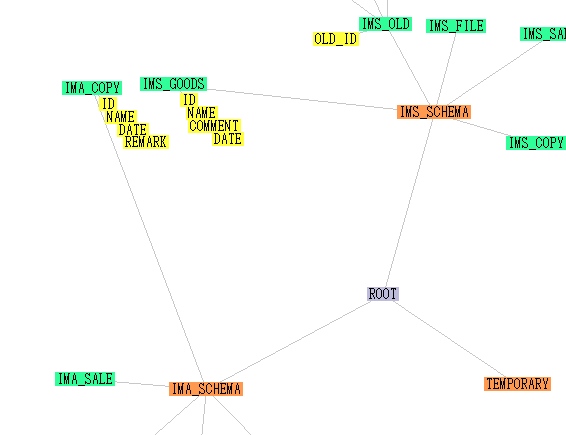 IMS_OLD
IMS_FILE
IMS_SA
OLD_ID
IMA_COPY
IMS_GOODS
ID
NAME
DATE
REMARK
ID
NAME
COMMENT
DATE
IMS_SCHEMA
IMS_COPY
ROOT
IMA_SALE
IMA_SCHEMA
TEMPORARY